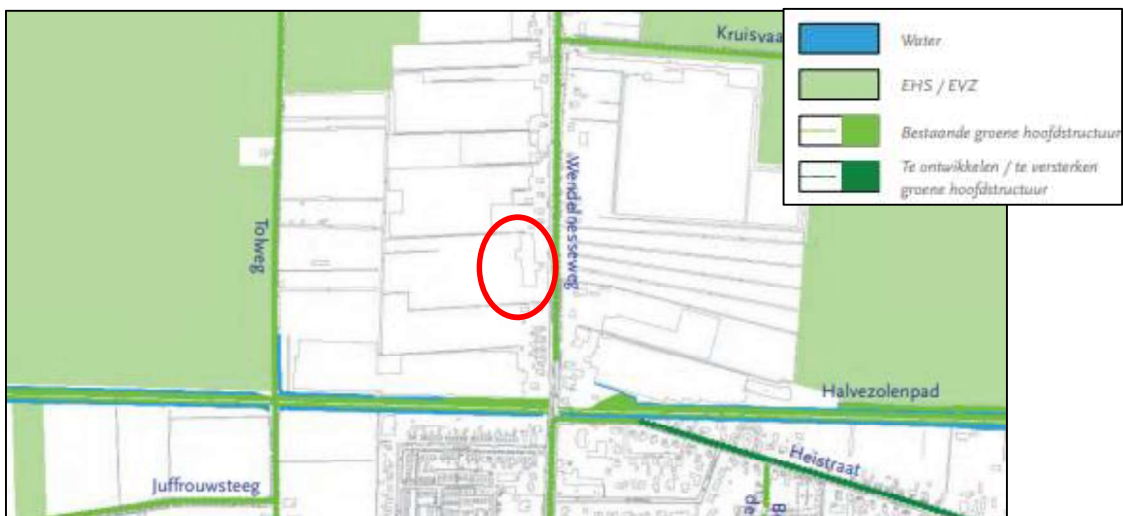 Kruisvaa
Water
EHS / EVZ
Bestaande groene hoofdstructuur
Te ontwikkelen / te versterken
groene hoofdstructuur
Tolweg
Wendelnesseweg
Halvezolenpad
Heistraat
Juffrouwsteeg